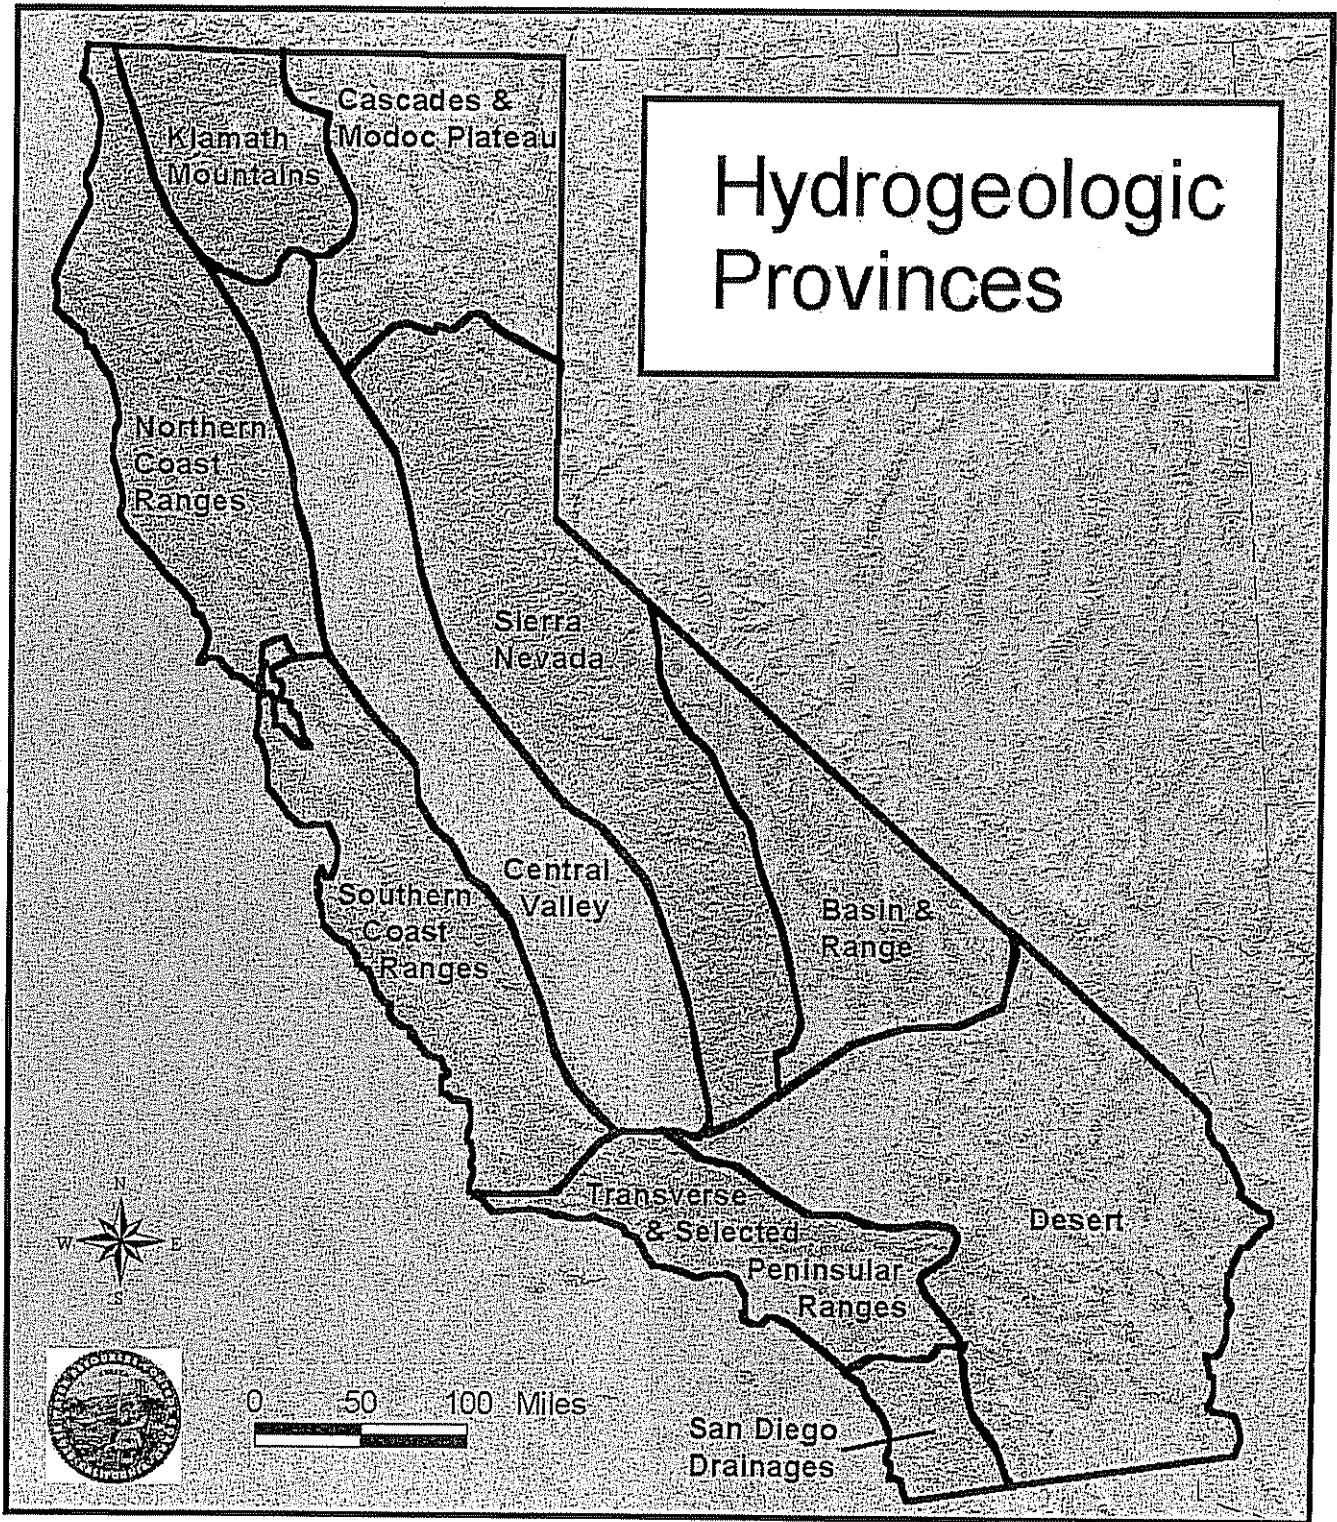 Hydrogeologic
Provinces
Cascades &
Modoc Plateau
Klamath
Mountains
Northern
Coast
Ranges
Sierra
Nevada
Central
Valley
Southern
Coast
Ranges
Basin &
Range
Transverse
& Selected
Peninsular
Ranges
Desert
San Diego
Drainages
N
W
E
S
0 50 100 Miles